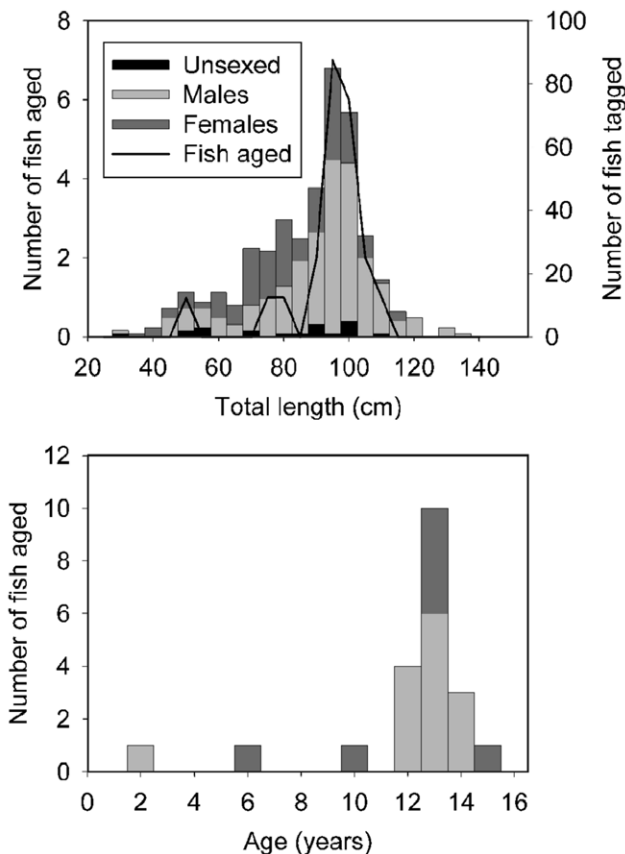 Number of fish aged
8
6
4
2
0
Unsexed
Males
Females
Fish aged
100
80
60
40
20
0
Number of fish tagged
20 40 60 80 100 120 140
Total length (cm)
Number of fish aged
12
10
8
6
4
2
0
0 2 4 6 8 10 12 14 16
Age (years)